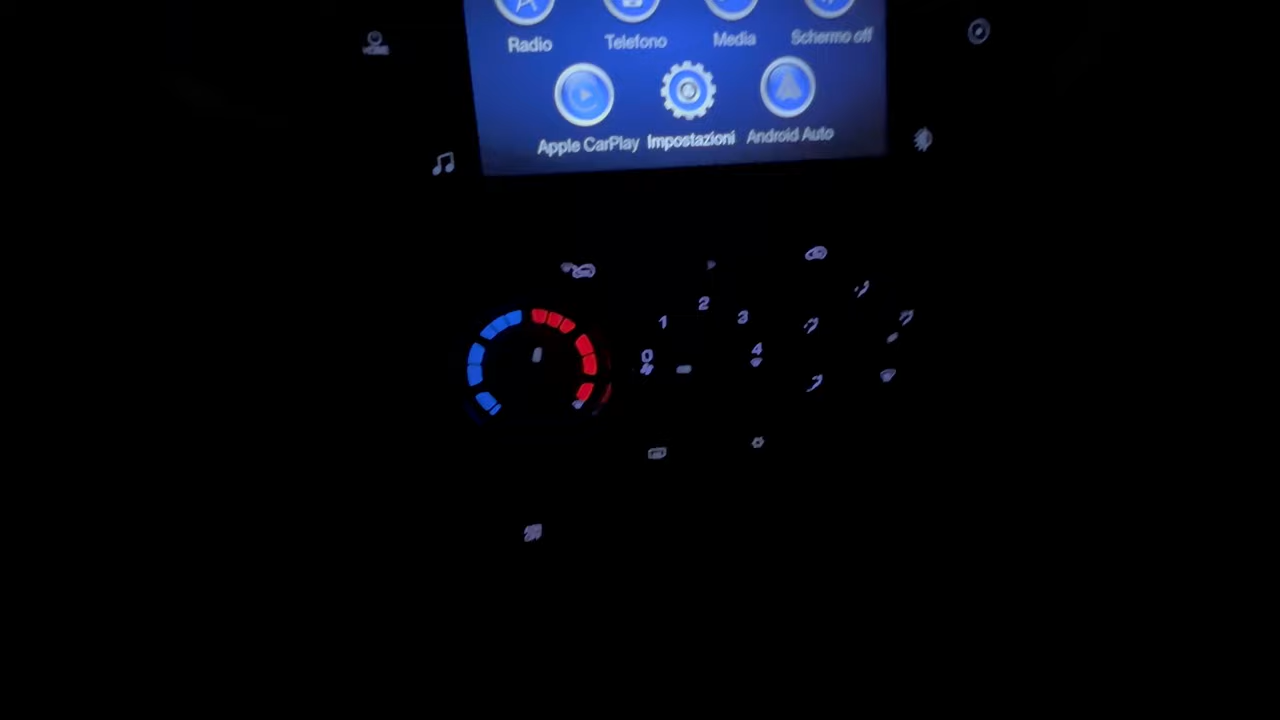 Radio Telefono Media Schermo off
Apple CarPlay Impostazioni Android Auto
2
1 3
0 4